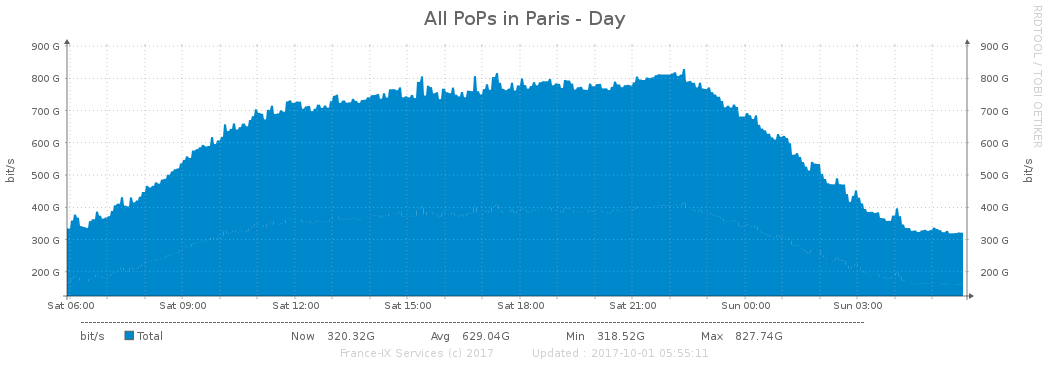 All PoPs in Paris - Day
RRDTOOL / TOBI OETIKER
900 G 900 G
800 G 800 G
700 G 700 G
600 G 600 G
500 G 500 G
400 G 400 G
300 G 300 G
200 G 200 G
bit/s
bit/s
Sat 06:00 Sat 09:00 Sat 12:00 Sat 15:00 Sat 18:00 Sat 21:00 Sun 00:00 Sun 03:00
bit/s Total Now 320.32G Avg 629.04G Min 318.52G Max 827.74G
France-IX Services (c) 2017 Updated : 2017-10-01 05:55:11